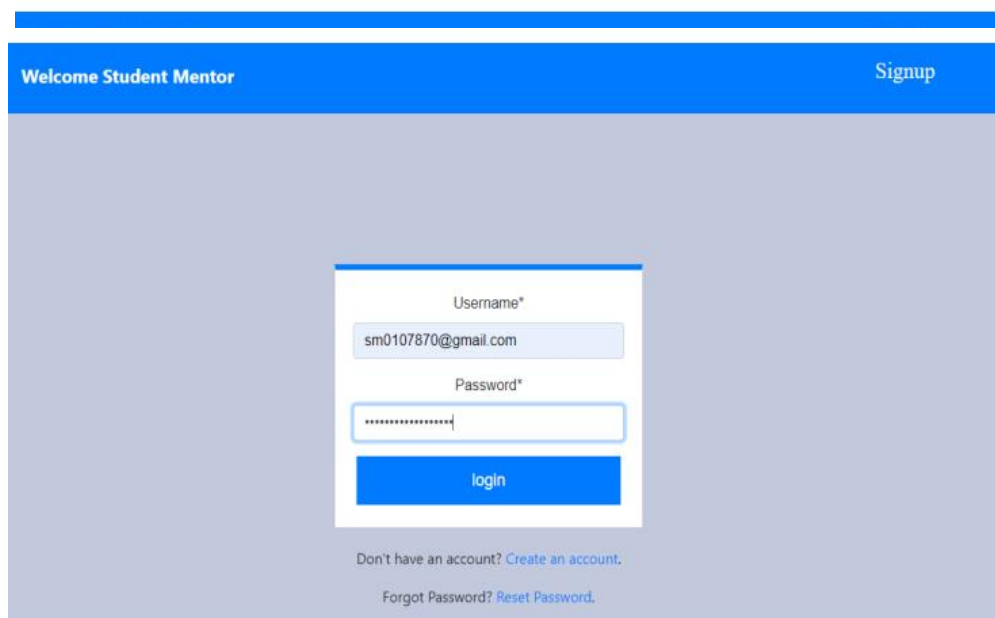 Welcome Student Mentor Signup
Username*
sm0107870@gmail.com
Password*
login
Don't have an account? Create an account.
Forgot Password? Reset Password.